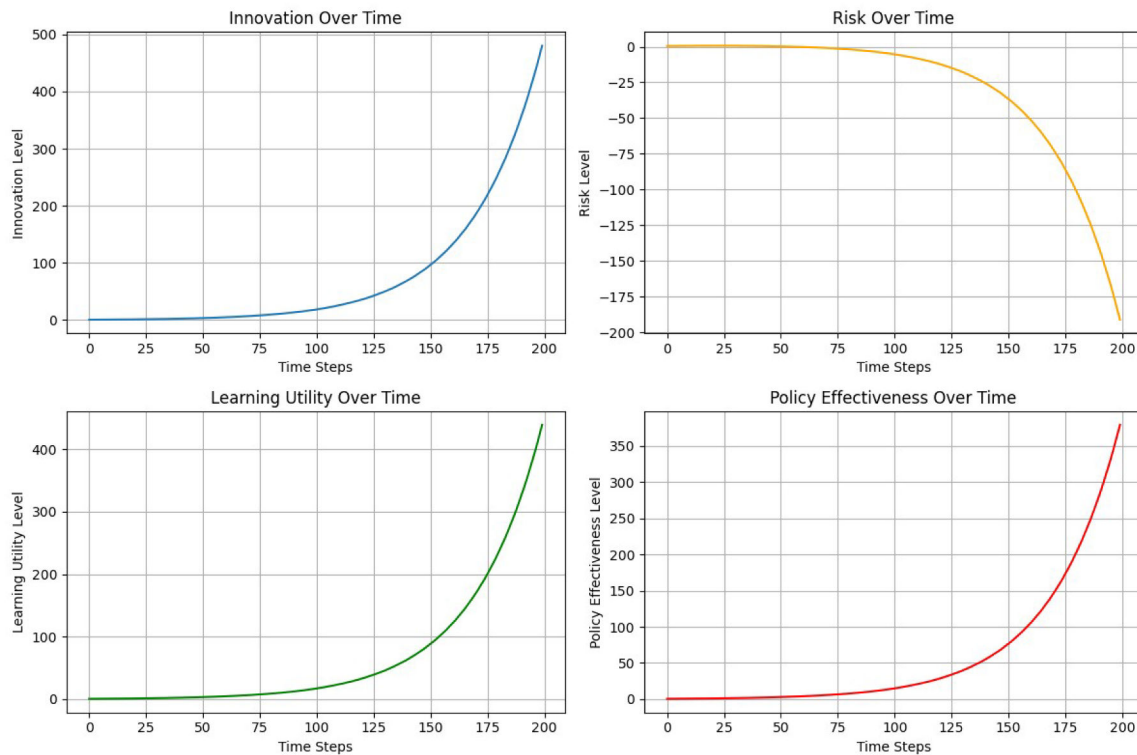 Innovation Over Time
500
400
300
200
100
0
Innovation Level
0 25 50 75 100 125 150 175 200
Time Steps
Risk Over Time
0
−25
−50
−75
−100
−125
−150
−175
−200
Risk Level
0 25 50 75 100 125 150 175 200
Time Steps
Learning Utility Over Time
400
300
200
100
0
Learning Utility Level
0 25 50 75 100 125 150 175 200
Time Steps
Policy Effectiveness Over Time
350
300
250
200
150
100
50
0
Policy Effectiveness Level
0 25 50 75 100 125 150 175 200
Time Steps